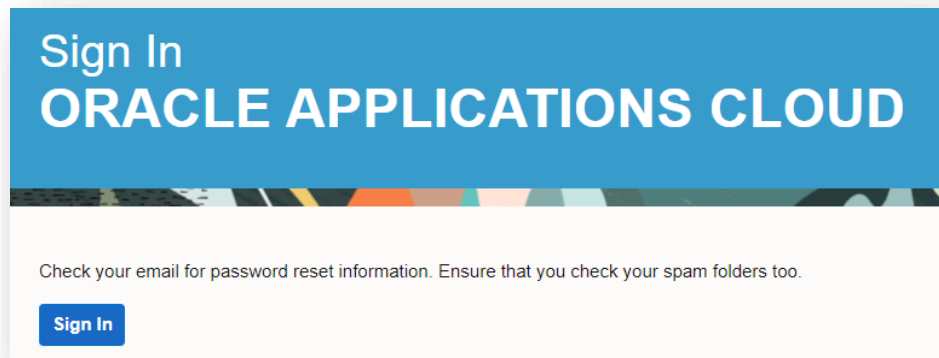 Sign In
ORACLE APPLICATIONS CLOUD
Check your email for password reset information. Ensure that you check your spam folders too.
Sign In